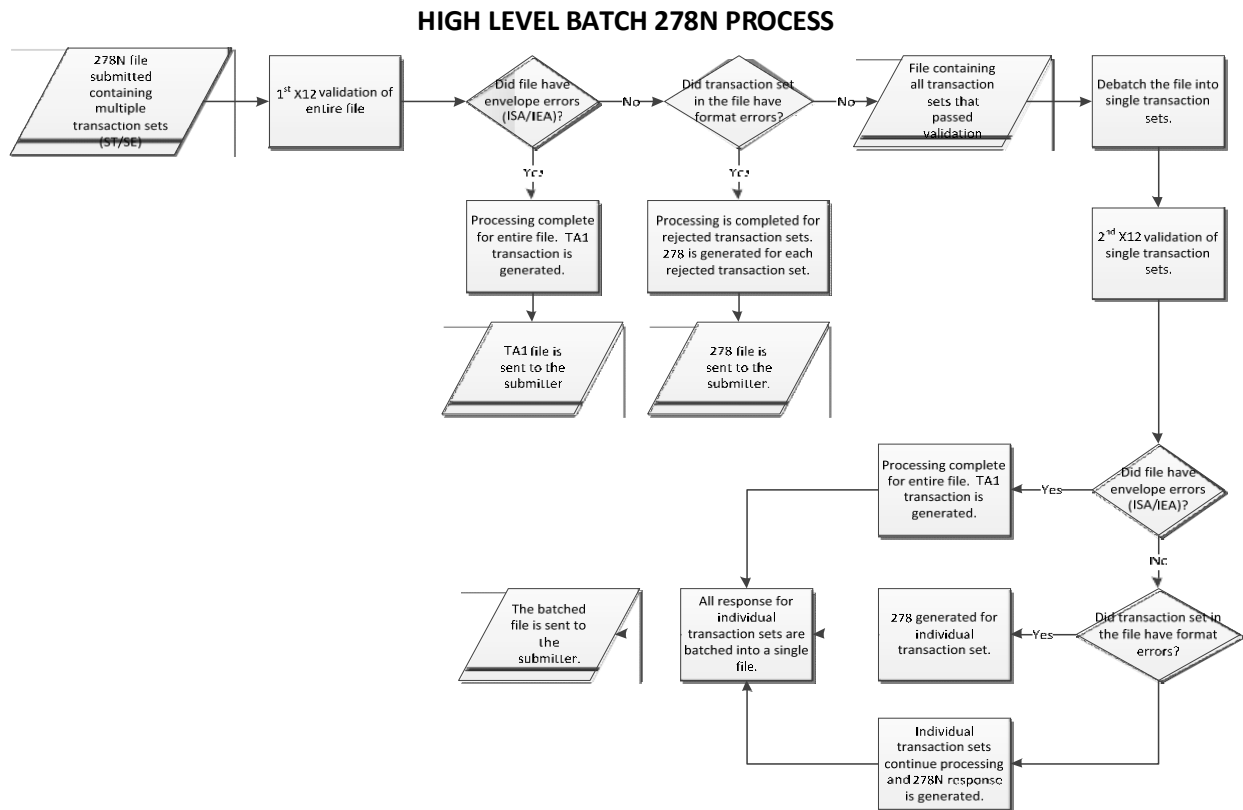 HIGH LEVEL BATCH 278N PROCESS
278N file
submitted
containing
multiple
transaction sets
(ST/SE)
1st X12 validation of
entire file
Did file have
envelope errors
(ISA/IEA)?
No
Did transaction set
in the file have
format errors?
No
File containing
all transaction
sets that
passed
validation
Debatch the file into
single transaction
sets.
Yes
Yes
Processing complete
for entire file. TA1
transaction is
generated.
Processing is completed for
rejected transaction sets.
278 is generated for each
rejected transaction set.
2nd X12 validation of
single transaction
sets.
TA1 file is
sent to the
submitter
278 file is
sent to the
submitter.
Processing complete
for entire file. TA1
transaction is
generated.
Yes
Did file have
envelope errors
(ISA/IEA)?
No
The batched
file is sent to
the
submitter.
All response for
individual
transaction sets are
batched into a single
file.
278 generated for
individual
transaction set.
Yes
Did transaction set in
the file have format
errors?
Individual
transaction sets
continue processing
and 278N response
is generated.